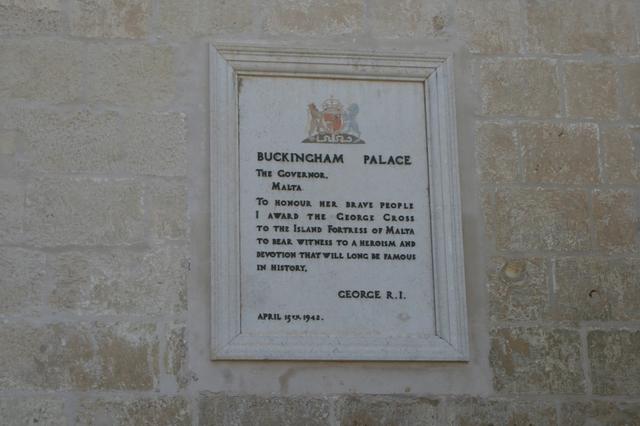 BUCKINGHAM PALACE
THE GOVERNOR.
MALTA
TO HONOUR HER BRAVE PEOPLE
I AWARD THE GEORGE CROSS
TO THE ISLAND FORTRESS OF MALTA
TO BEAR WITNESS TO A HEROISM AND
DEVOTION THAT WILL LONG BE FAMOUS
IN HISTORY.
GEORGE R.I.
APRIL 15TH. 1942.